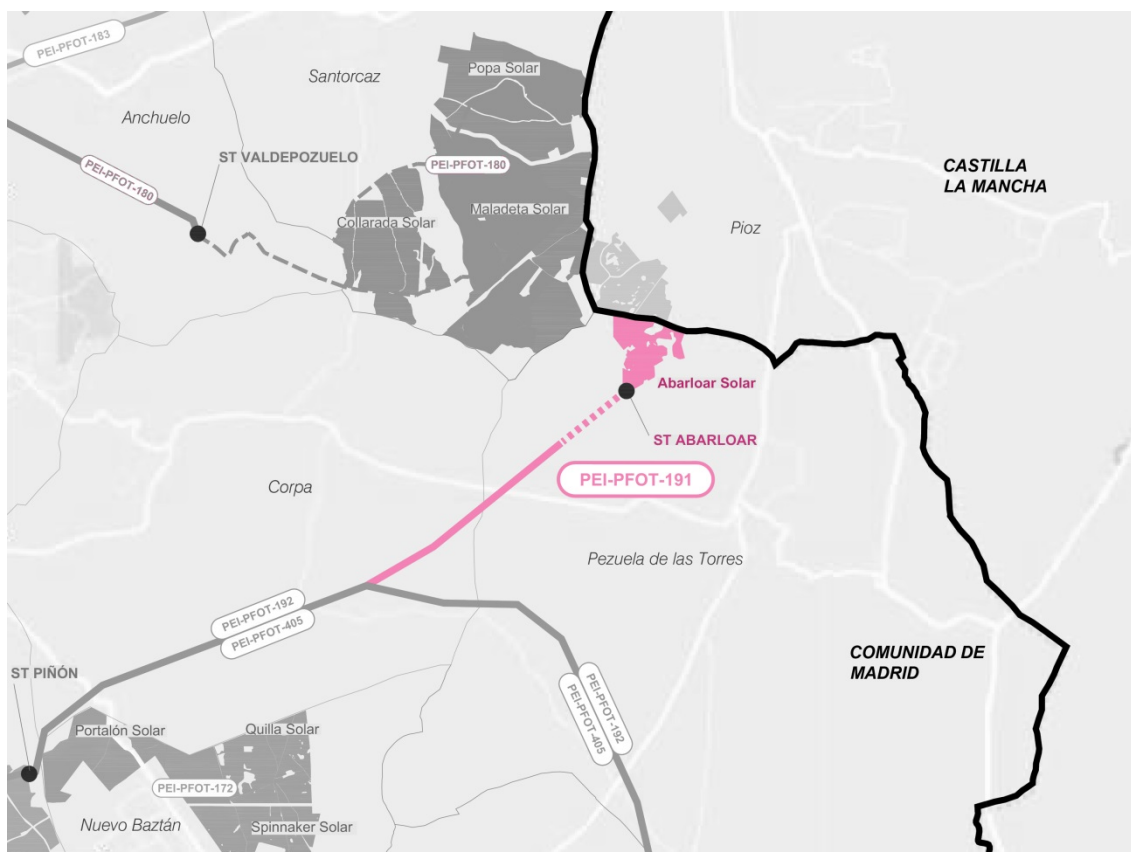 PEI-PFOT-183
Popa Solar
Santorcaz
Anchuelo
ST VALDEPOZUELO
PEI-PFOT-180
PEI-PFOT-180
CASTILLA
LA MANCHA
Maladeta Solar
Collarada Solar
Pioz
Abarloar Solar
ST ABARLOAR
PEI-PFOT-191
Corpa
Pezuela de las Torres
PEI-PFOT-192
PEI-PFOT-405
COMUNIDAD DE
MADRID
ST PIÑÓN
PEI-PFOT-192
PEI-PFOT-405
Portalón Solar
Quilla Solar
PEI-PFOT-172
Nuevo Baztán
Spinnaker Solar